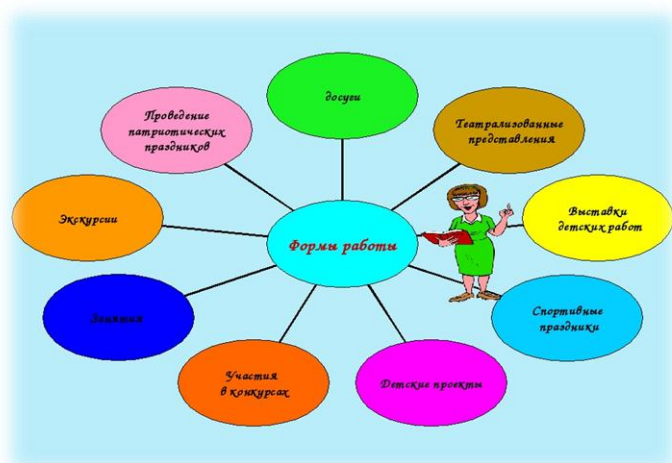 досуги
Проведение
патриотических
праздников
Театрализованные
представления
Экскурсии
Выставки
детских работ
Формы работы
Занятия
Спортивные
праздники
Участия
в конкурсах
Детские проекты